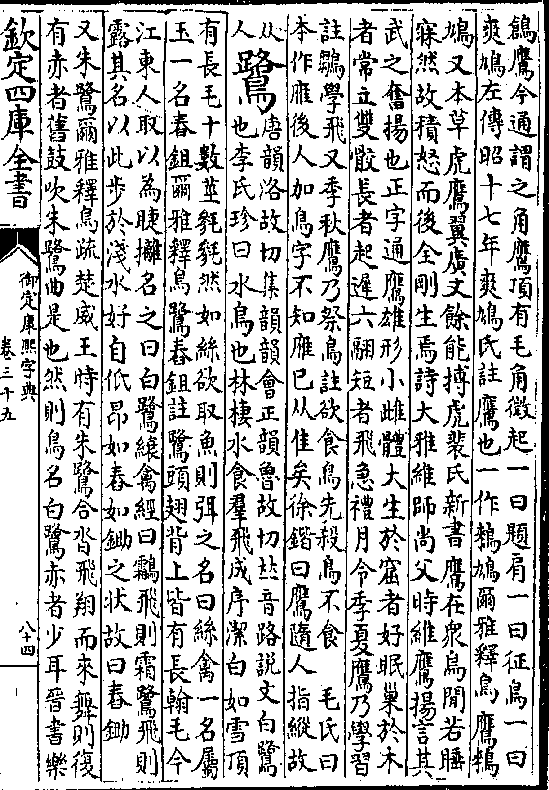 鷂鷹今通謂之角鷹頂有毛角微起一曰題肩一曰征鳥一曰
爽鳩左傳昭十七年爽鳩氏註鷹也一作鶆鳩爾雅釋鳥鷹鶆
鳩又本草虎鷹翼廣丈餘能搏虎裴氏新書鷹在衆鳥閒若睡
寐然故積怒而後全剛生焉詩大雅維師尚父時維鷹揚言其
武之奮揚也正字通鷹雄形小雌體大生於窟者好眠巢於木
者常立雙骹長者起遲六翮短者飛急禮月令季夏鷹乃學習
註鷂學飛又季秋鷹乃祭鳥註欲食鳥先殺鳥不食 毛氏曰
本作雁後人加鳥字不知雁已从隹矣徐鍇曰鷹隨人指縱故
从人 鷺唐韻洛故切集韻韻會正韻魯故切𠀤音路説文白鷺
也李氏珍曰水鳥也林棲水食羣飛成序潔白如雪頂
有長毛十數莖毿毿然如絲欲取魚則弭之名曰絲禽一名屬
玉一名舂鉏爾雅釋鳥鷺舂鉏註鷺頭翅背上皆有長翰毛今
江東人取以為睫攡名之曰白鷺縗禽經曰鸘飛則霜鷺飛則
露其名以此步於淺水好自低昂如舂如鋤之状故曰舂鋤
又朱鷺爾雅釋鳥疏楚威王時有朱鷺合沓飛翔而來舞則復
有赤者舊鼓吹朱鷺曲是也然則鳥名白鷺赤者少耳晉書樂
欽定四庫全書
御定康熙字典
卷三十五
八十四